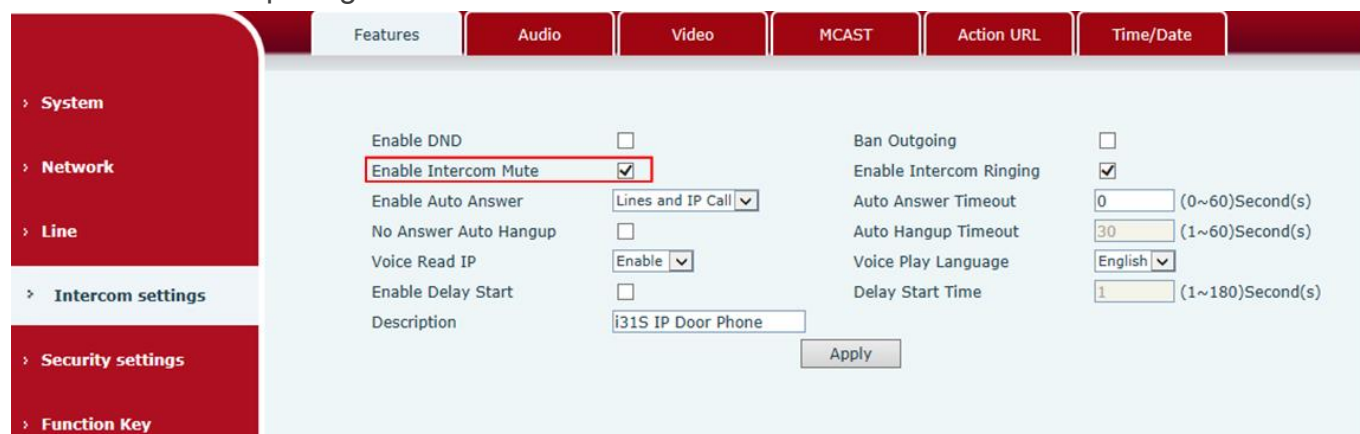 Features Audio Video MCAST Action URL Time/Date
System
Network
Line
Intercom settings
Security settings
Function Key
Enable DND Ban Outgoing
Enable Intercom Mute Enable Intercom Ringing
Enable Auto Answer Lines and IP Call Auto Answer Timeout 0 (0~60)Second(s)
No Answer Auto Hangup Auto Hangup Timeout 30 (1~60)Second(s)
Voice Read IP Enable Voice Play Language English
Enable Delay Start Delay Start Time 1 (1~180)Second(s)
Description i31S IP Door Phone
Apply